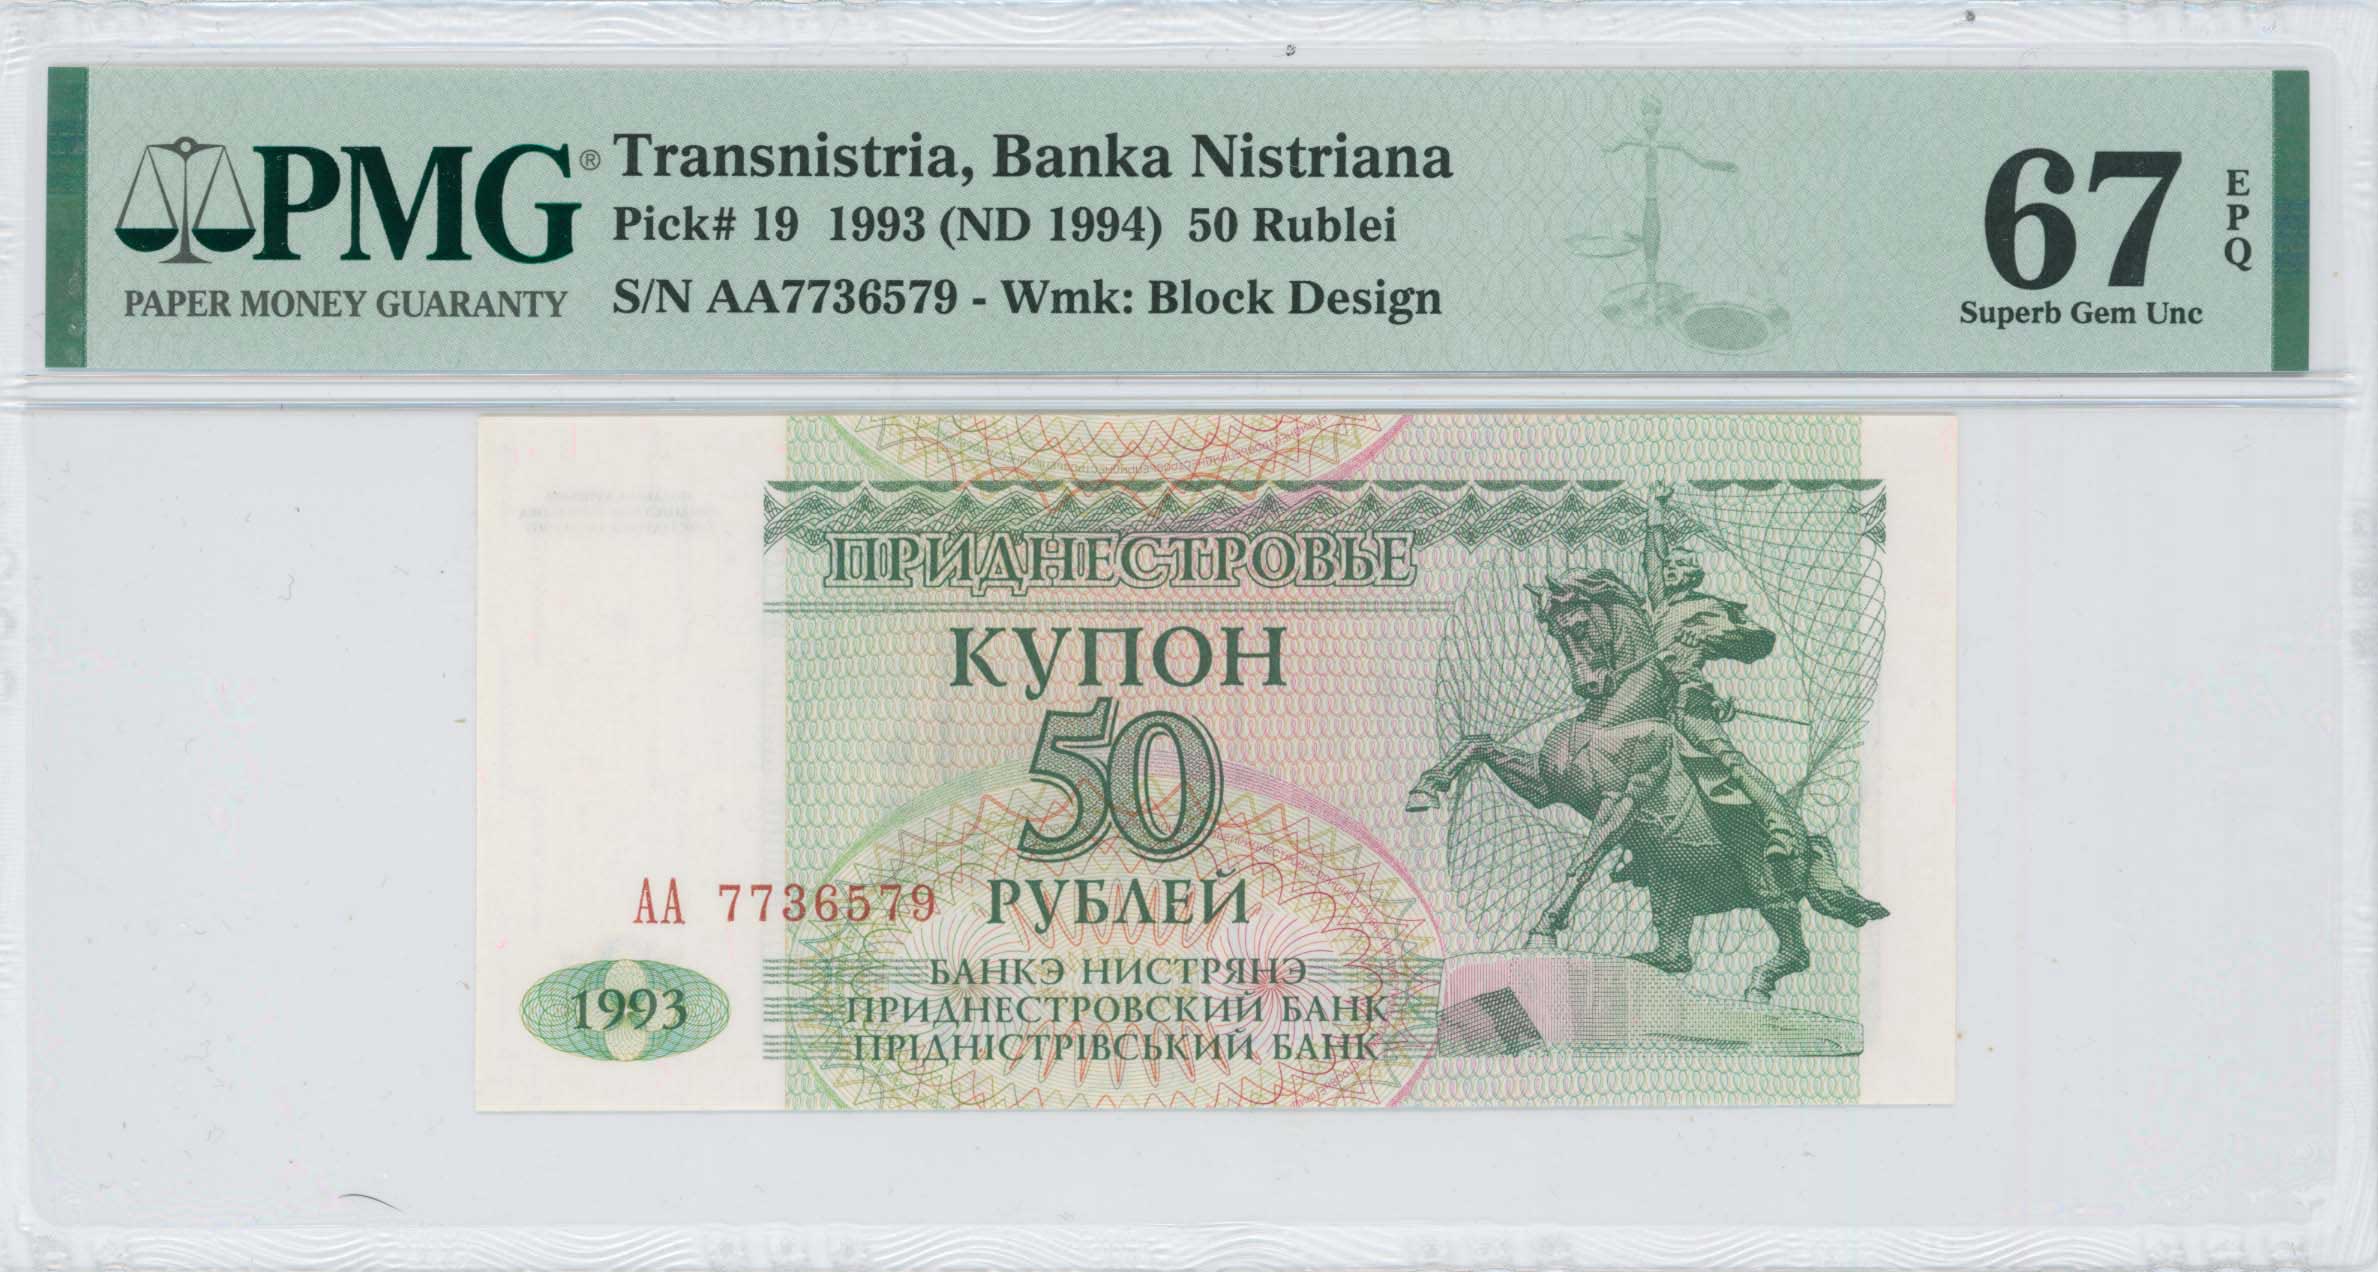 PMG®
PAPER MONEY GUARANTY
Transnistria, Banka Nistriana
Pick# 19 1993 (ND 1994) 50 Rublei
S/N AA7736579 - Wmk: Block Design
67
EPQ
Superb Gem Unc
ПРИДНЕСТРОВЬЕ
КУПОН
50
РУБЛЕЙ
AA 7736579
1993
БАНКЭ НИСТРЯНЭ
ПРИДНЕСТРОВСКИЙ БАНК
ПРІДНІСТРІВСЬКИЙ БАНК